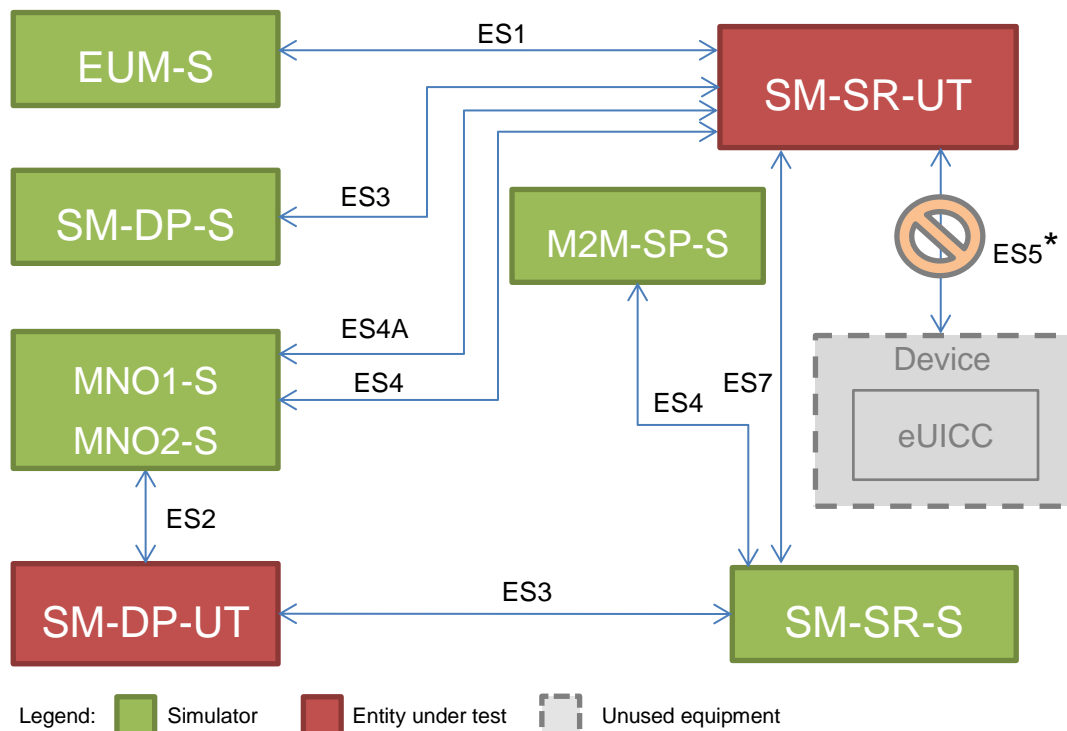 EUM-S
ES1
SM-SR-UT
SM-DP-S
ES3
M2M-SP-S
ES5*
MNO1-S
MNO2-S
ES4A
ES4
ES4
ES7
Device
eUICC
ES2
SM-DP-UT
ES3
SM-SR-S
Legend:
Simulator
Entity under test
Unused equipment